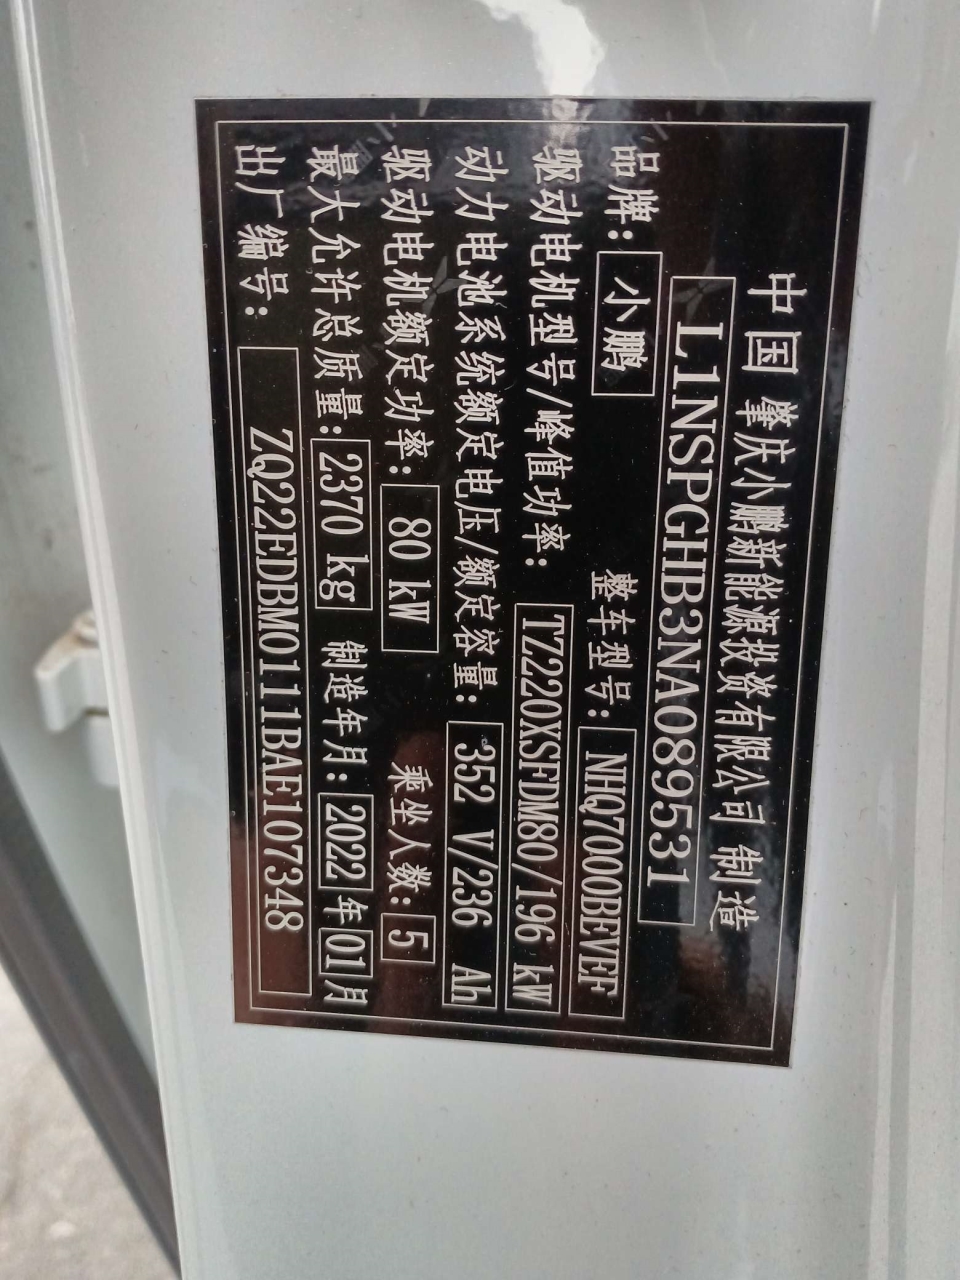 中国 肇庆小鹏新能源投资有限公司 制造
L1NSPGHB3NA089531
品牌: 小鹏 整车型号: NHQ7000BEVEF
驱动电机型号/峰值功率: TZ220XSFDM80/196 kW
动力电池系统额定电压/额定容量: 352 V/236 Ah
驱动电机额定功率: 80 kW 乘坐人数: 5
最大允许总质量: 2370 kg 制造年月: 2022年01月
出厂编号: ZQ22EDBM0111BAE107348